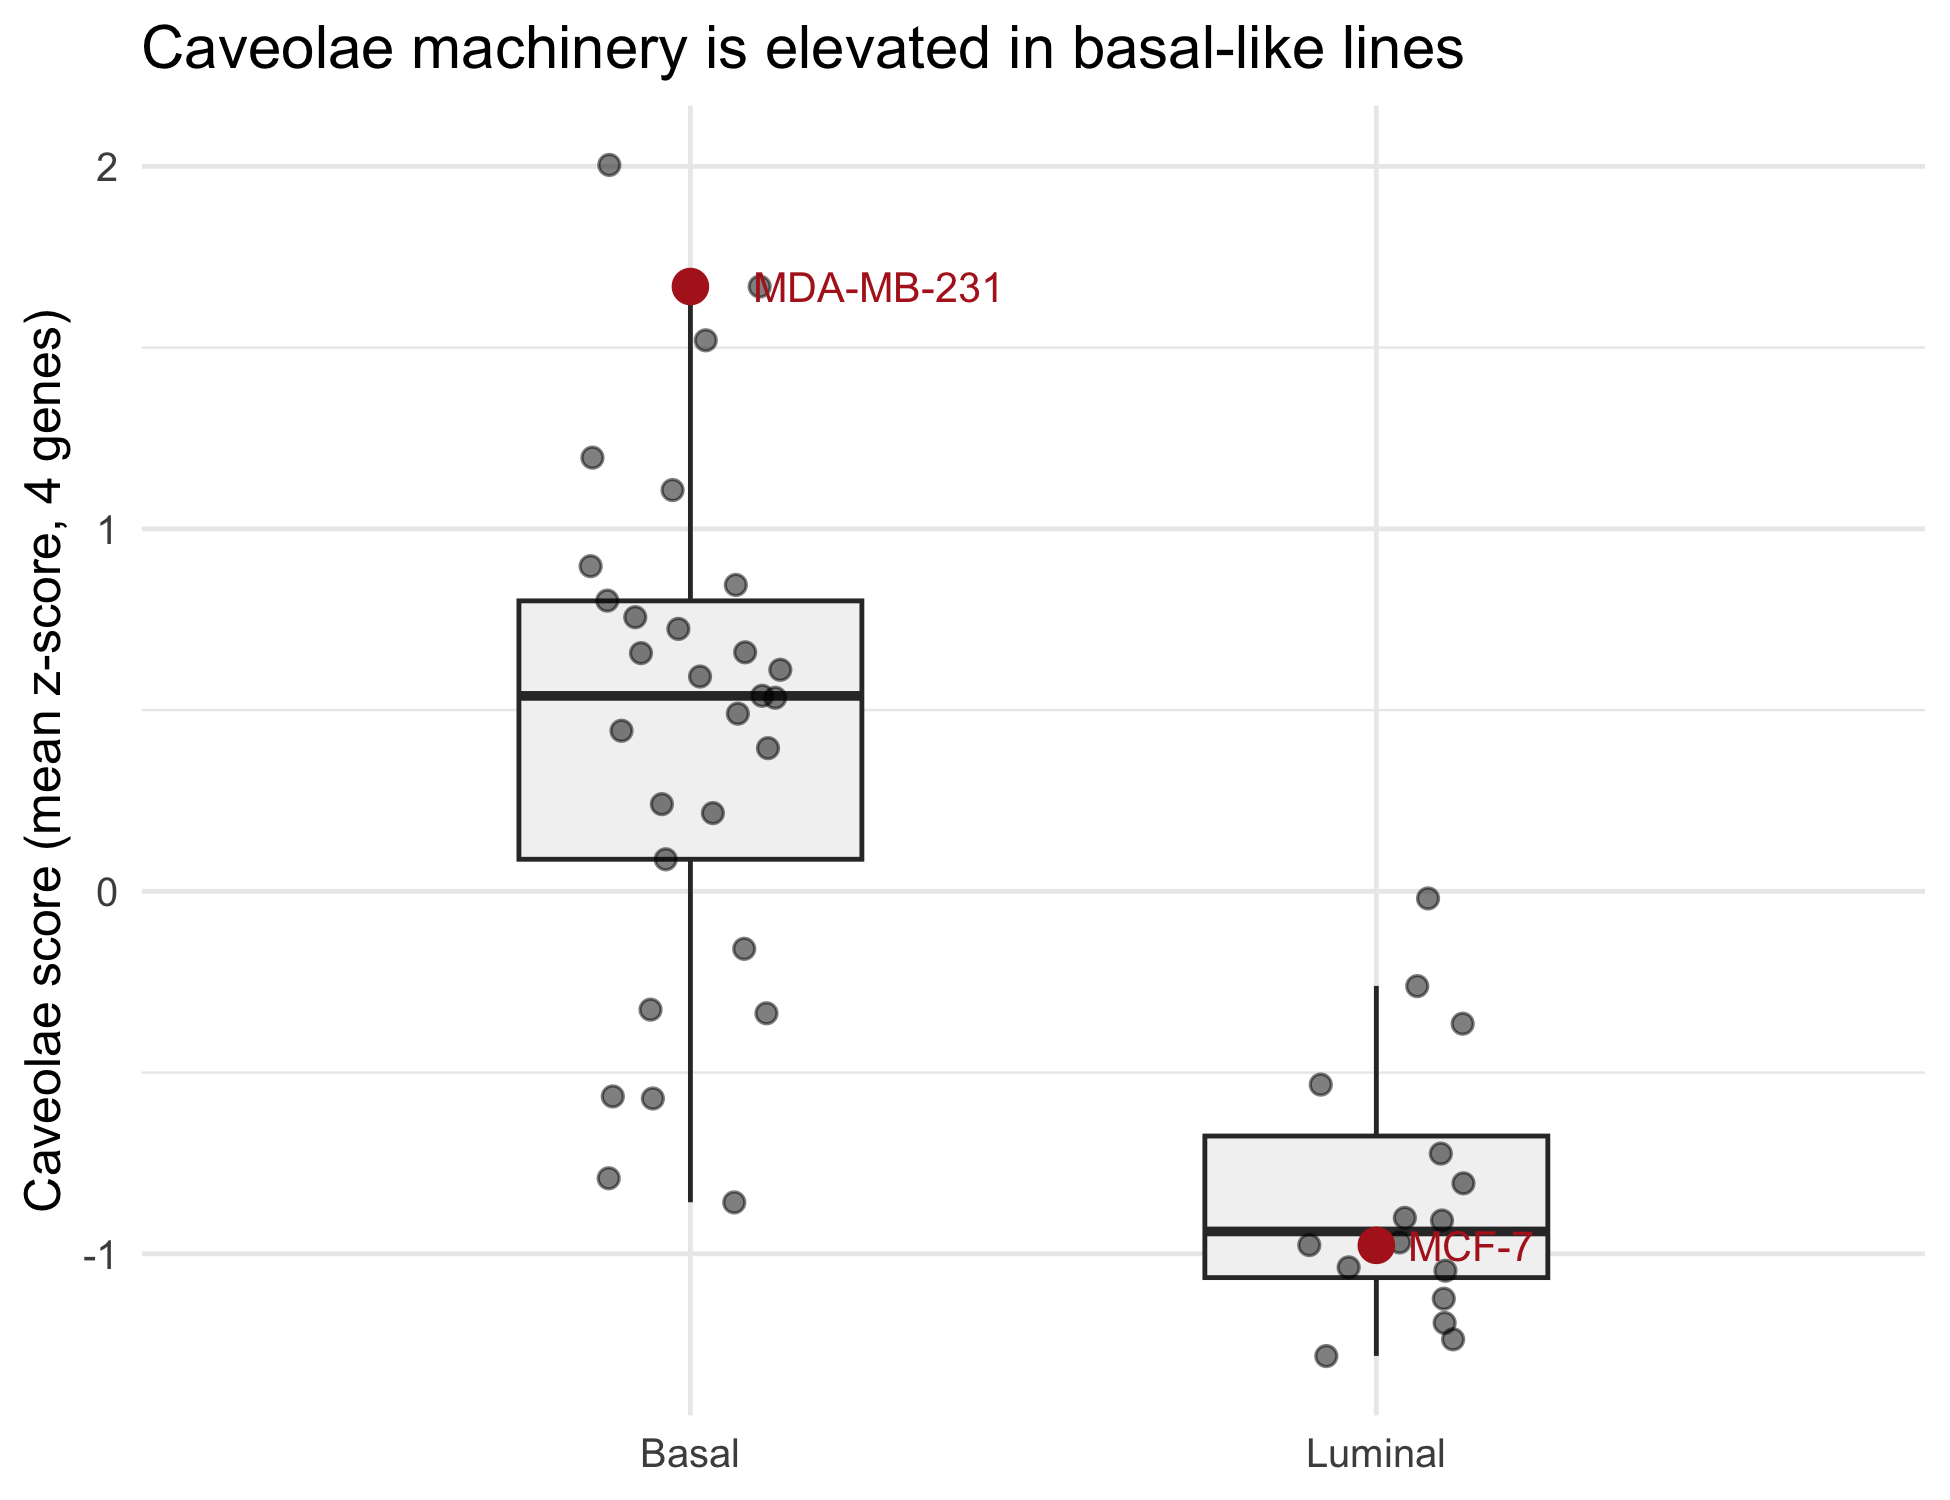 Caveolae machinery is elevated in basal-like lines
Caveolae score (mean z-score, 4 genes)
2
1
0
-1
MDA-MB-231
MCF-7
Basal
Luminal